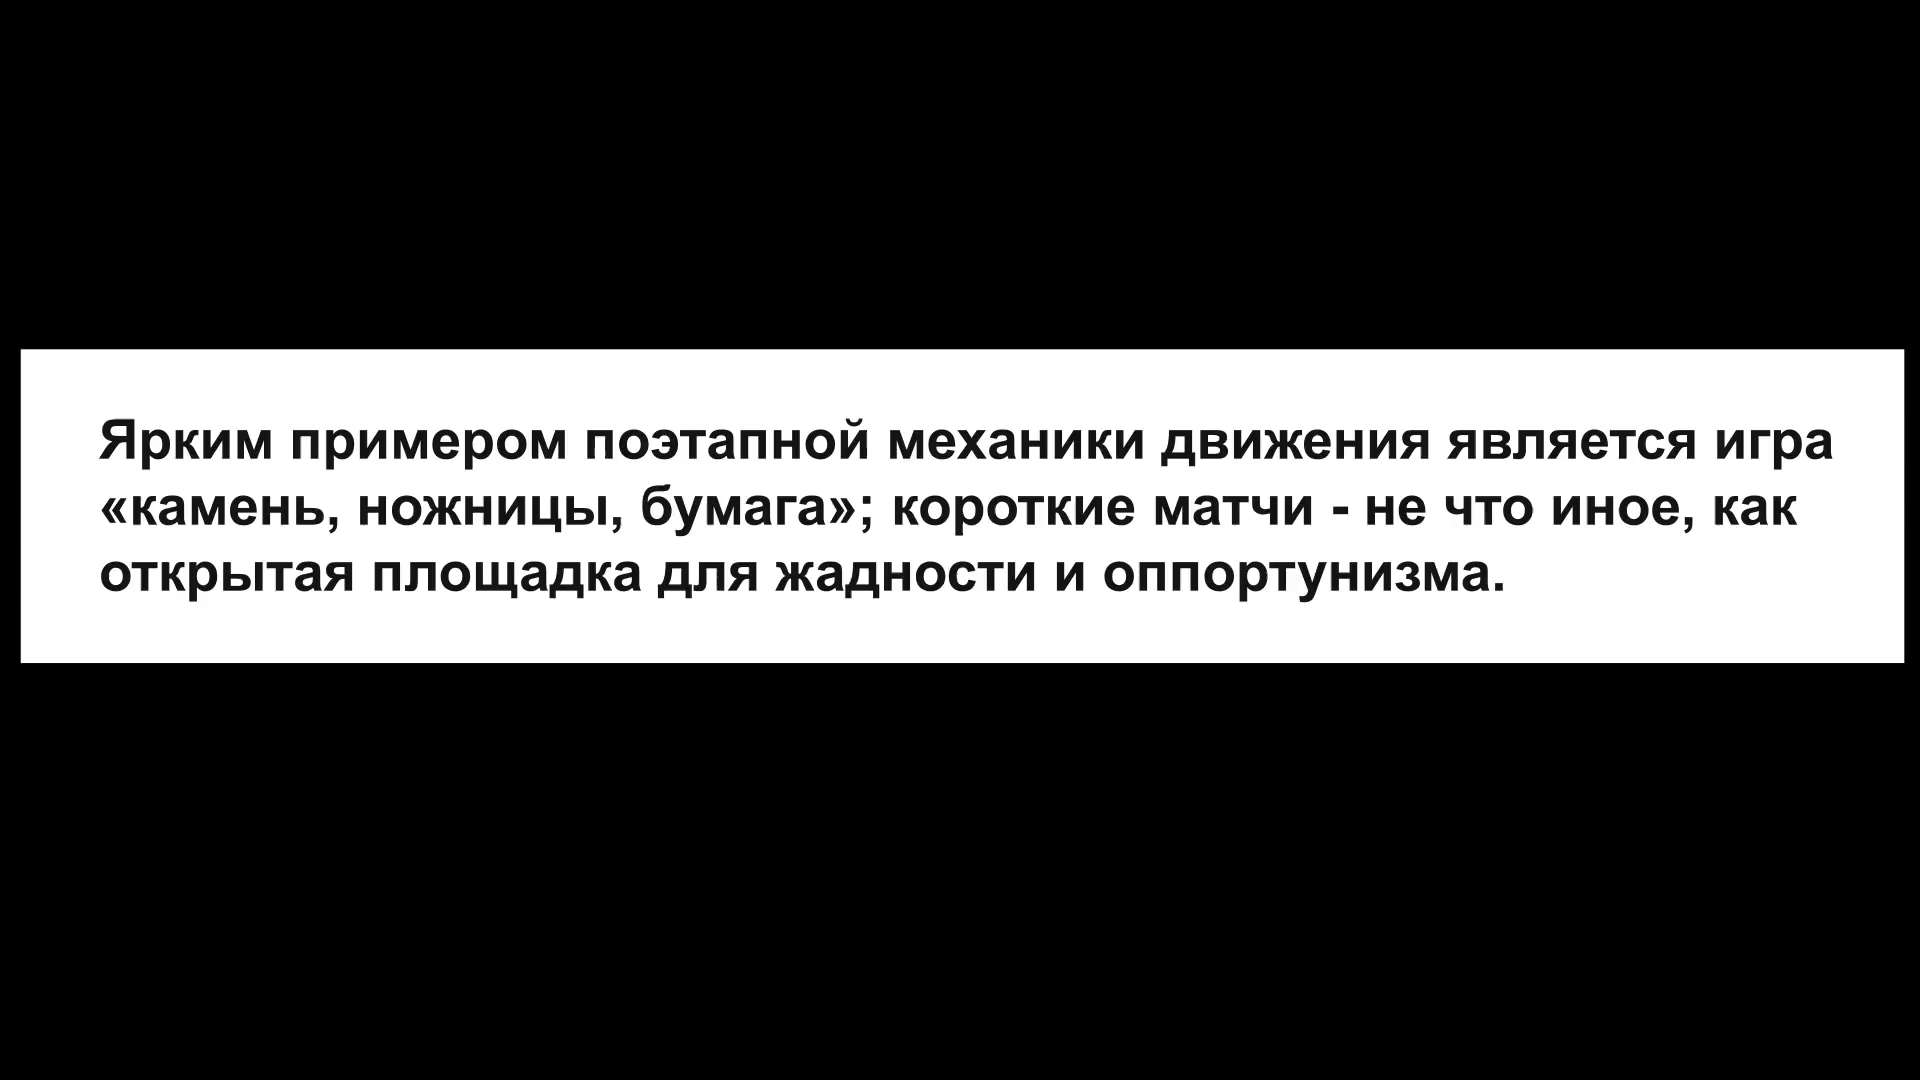 Ярким примером поэтапной механики движения является игра
«камень, ножницы, бумага»; короткие матчи - не что иное, как
открытая площадка для жадности и оппортунизма.